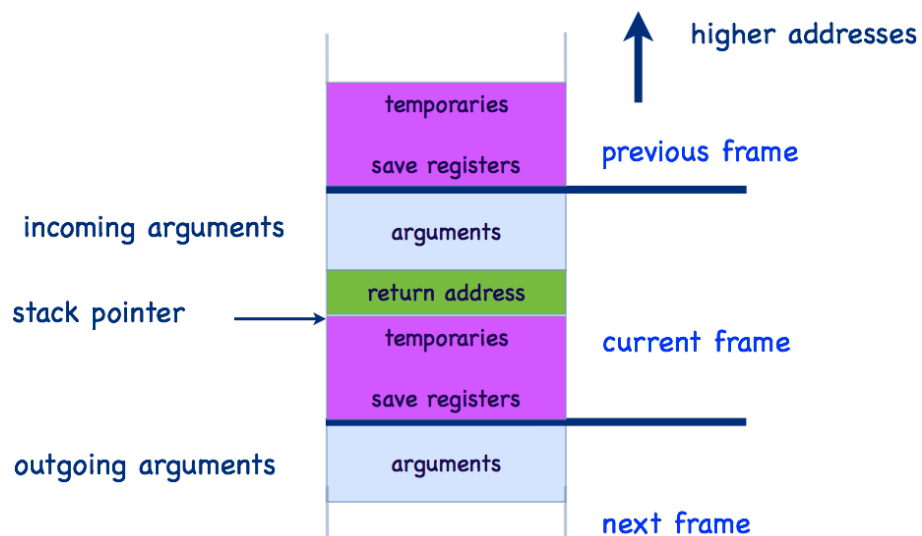 higher addresses
temporaries
save registers
previous frame
incoming arguments
arguments
return address
stack pointer
temporaries
current frame
save registers
outgoing arguments
arguments
next frame